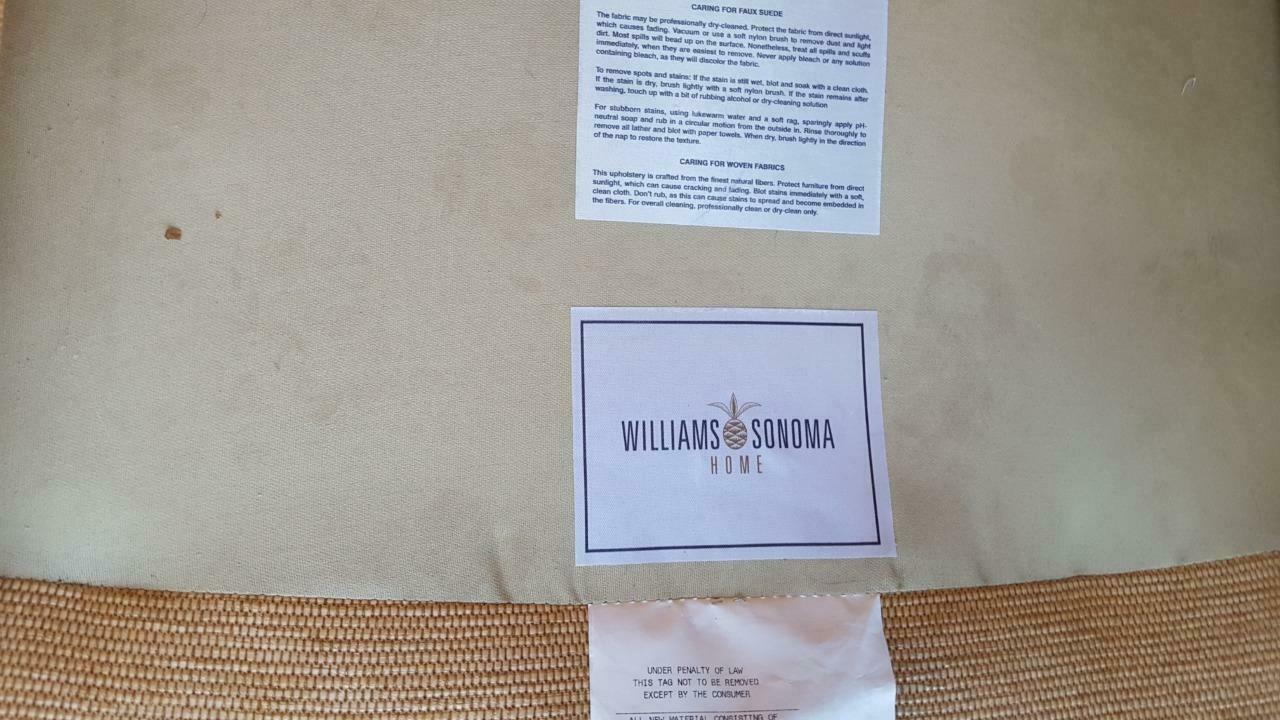 CARING FOR FAUX SUEDE
The fabric may be professionally dry-cleaned. Protect the fabric from direct sunlight,
which causes fading. Vacuum or use a soft nylon brush to remove dust and light
dirt. Most spills will bead up on the surface. Nonetheless, treat all spills and scuffs
immediately, when they are easiest to remove. Never apply bleach or any solution
containing bleach, as they will discolor the fabric.
To remove spots and stains: If the stain is still wet, blot and soak with a clean cloth.
If the stain is dry, brush lightly with a soft nylon brush. If the stain remains after
washing, touch up with a bit of rubbing alcohol or dry-cleaning solution
For stubborn stains, using lukewarm water and a soft rag, sparingly apply pH-
neutral soap and rub in a circular motion from the outside in. Rinse thoroughly to
remove all lather and blot with paper towels. When dry, brush lightly in the direction
of the nap to restore the texture.
CARING FOR WOVEN FABRICS
This upholstery is crafted from the finest natural fibers. Protect furniture from direct
sunlight, which can cause cracking and fading. Blot stains immediately with a soft,
clean cloth. Don't rub, as this can cause stains to spread and become embedded in
the fibers. For overall cleaning, professionally clean or dry-clean only.
WILLIAMS SONOMA
HOME
UNDER PENALTY OF LAW
THIS TAG NOT TO BE REMOVED
EXCEPT BY THE CONSUMER
ALL NEW MATERIAL CONSISTING OF